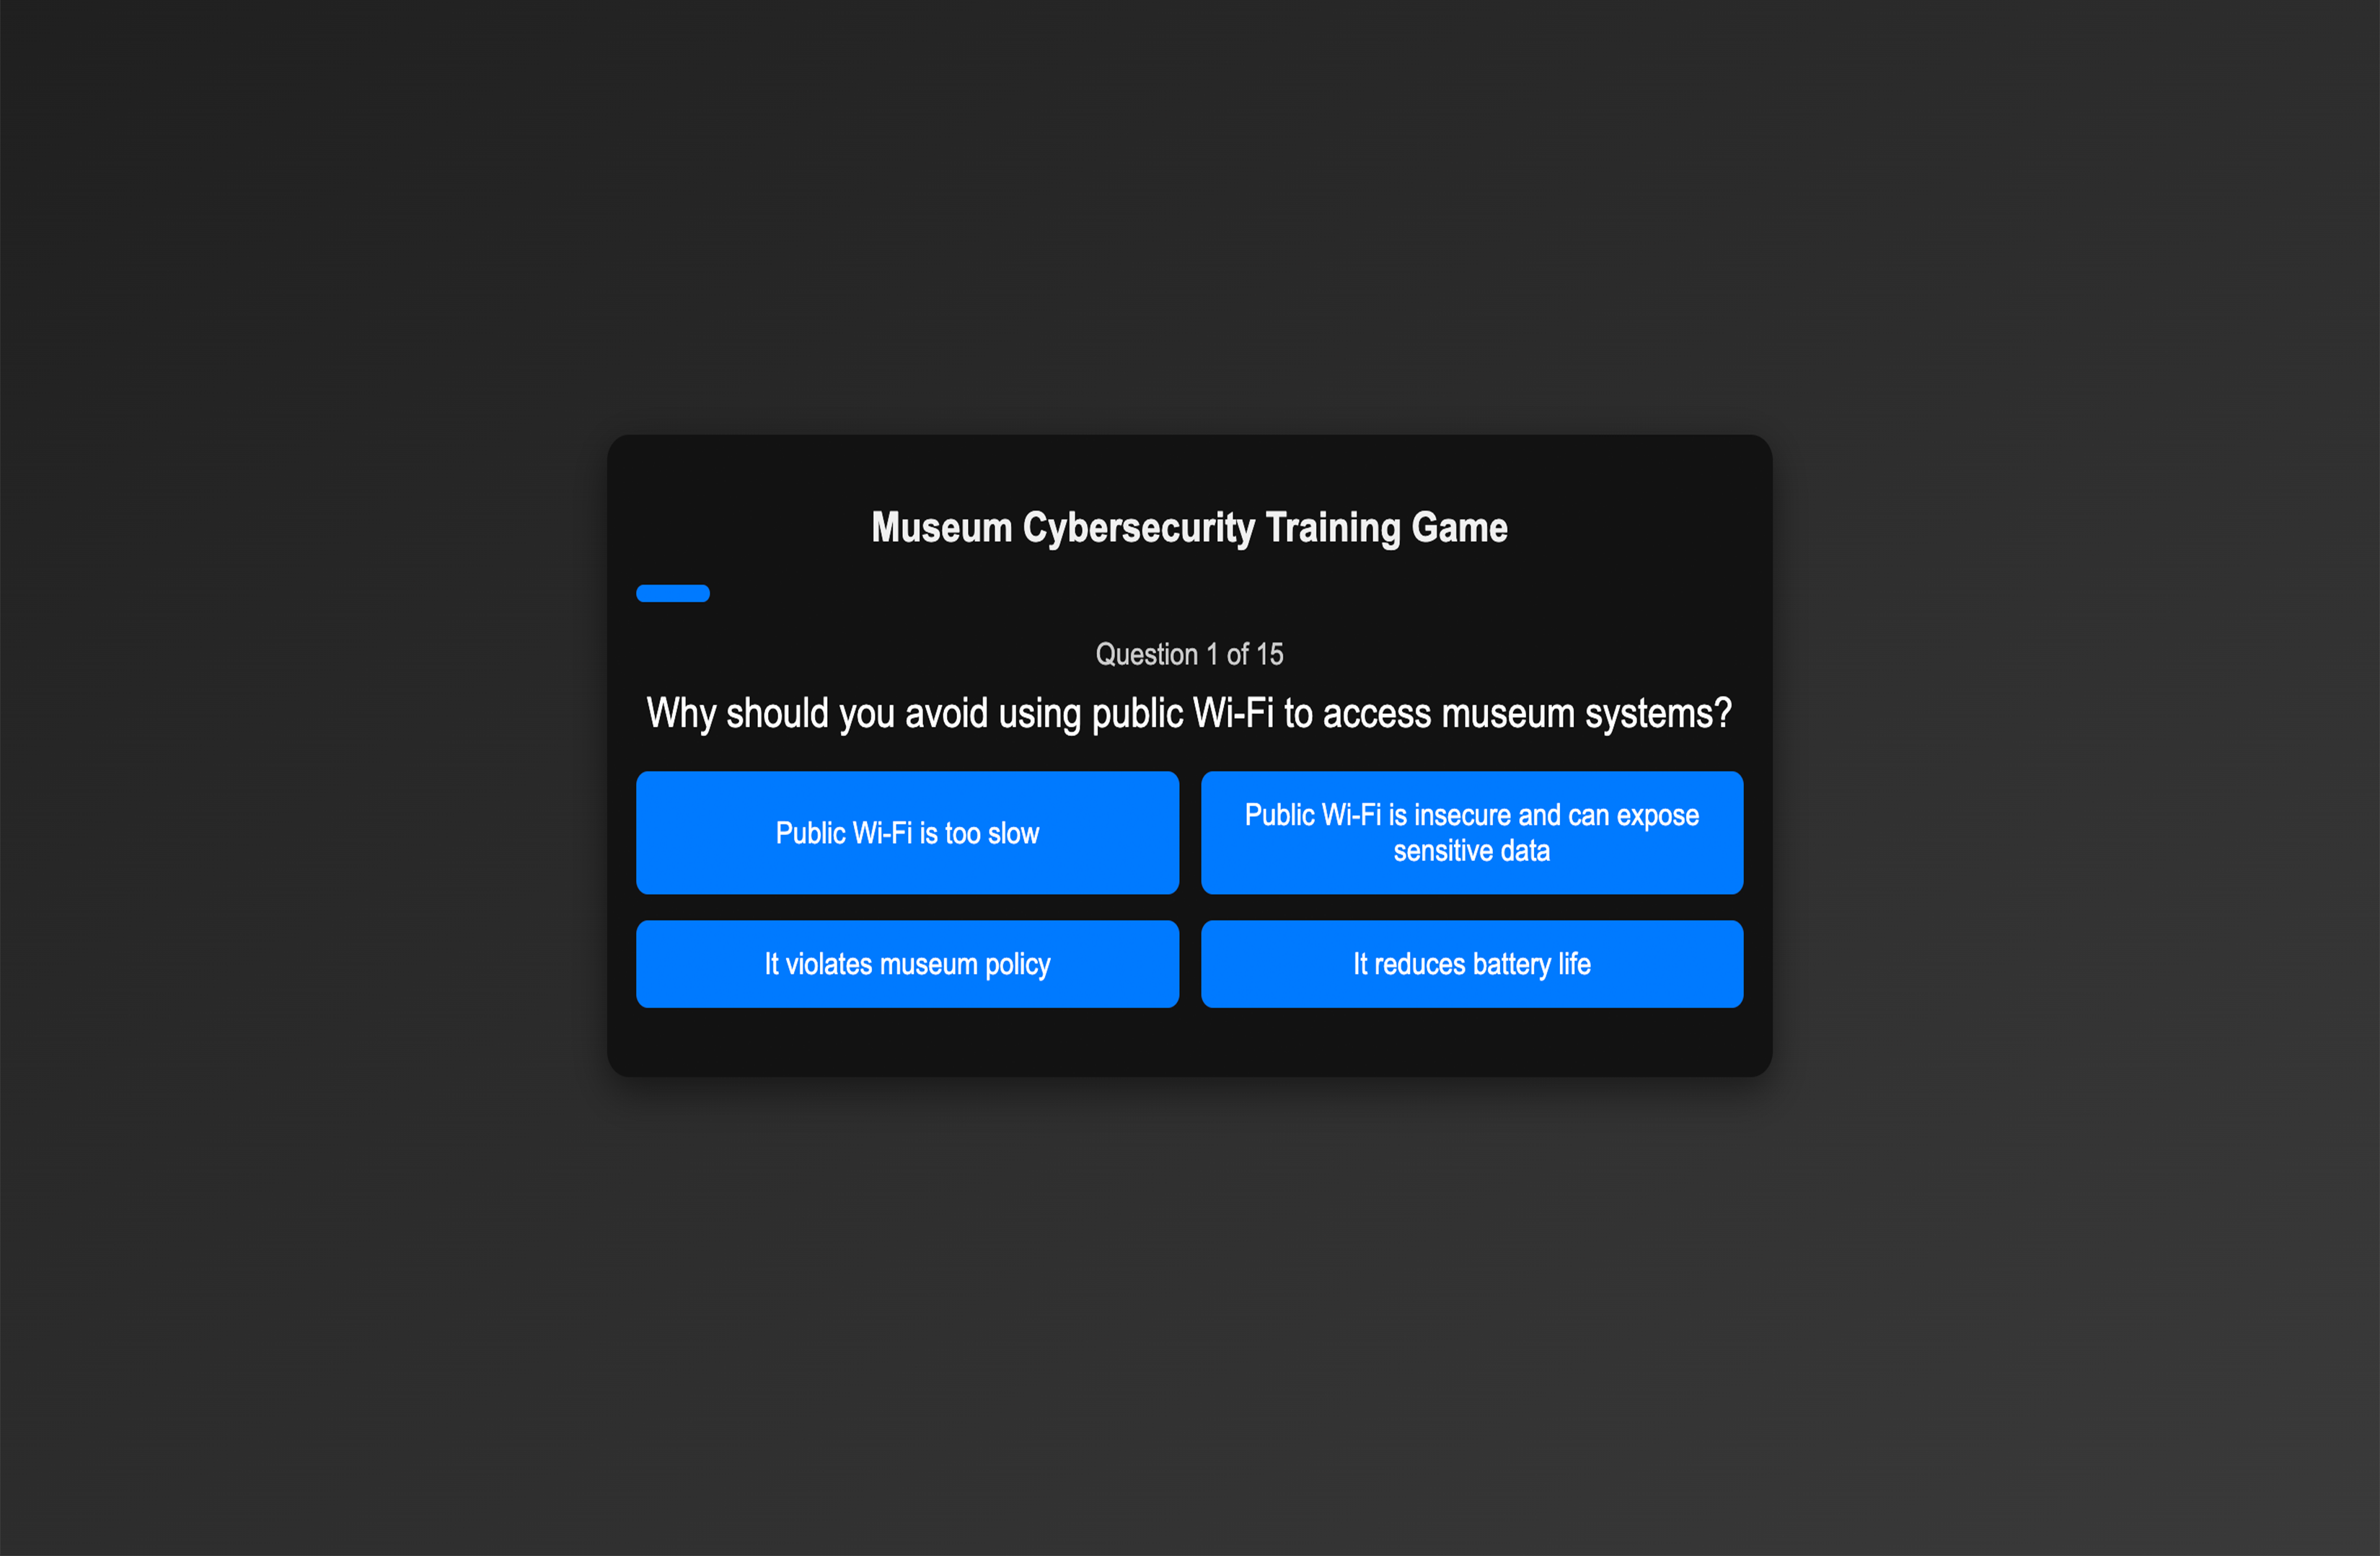 Museum Cybersecurity Training Game
Question 1 of 15
Why should you avoid using public Wi-Fi to access museum systems?
Public Wi-Fi is too slow
Public Wi-Fi is insecure and can expose
sensitive data
It violates museum policy
It reduces battery life